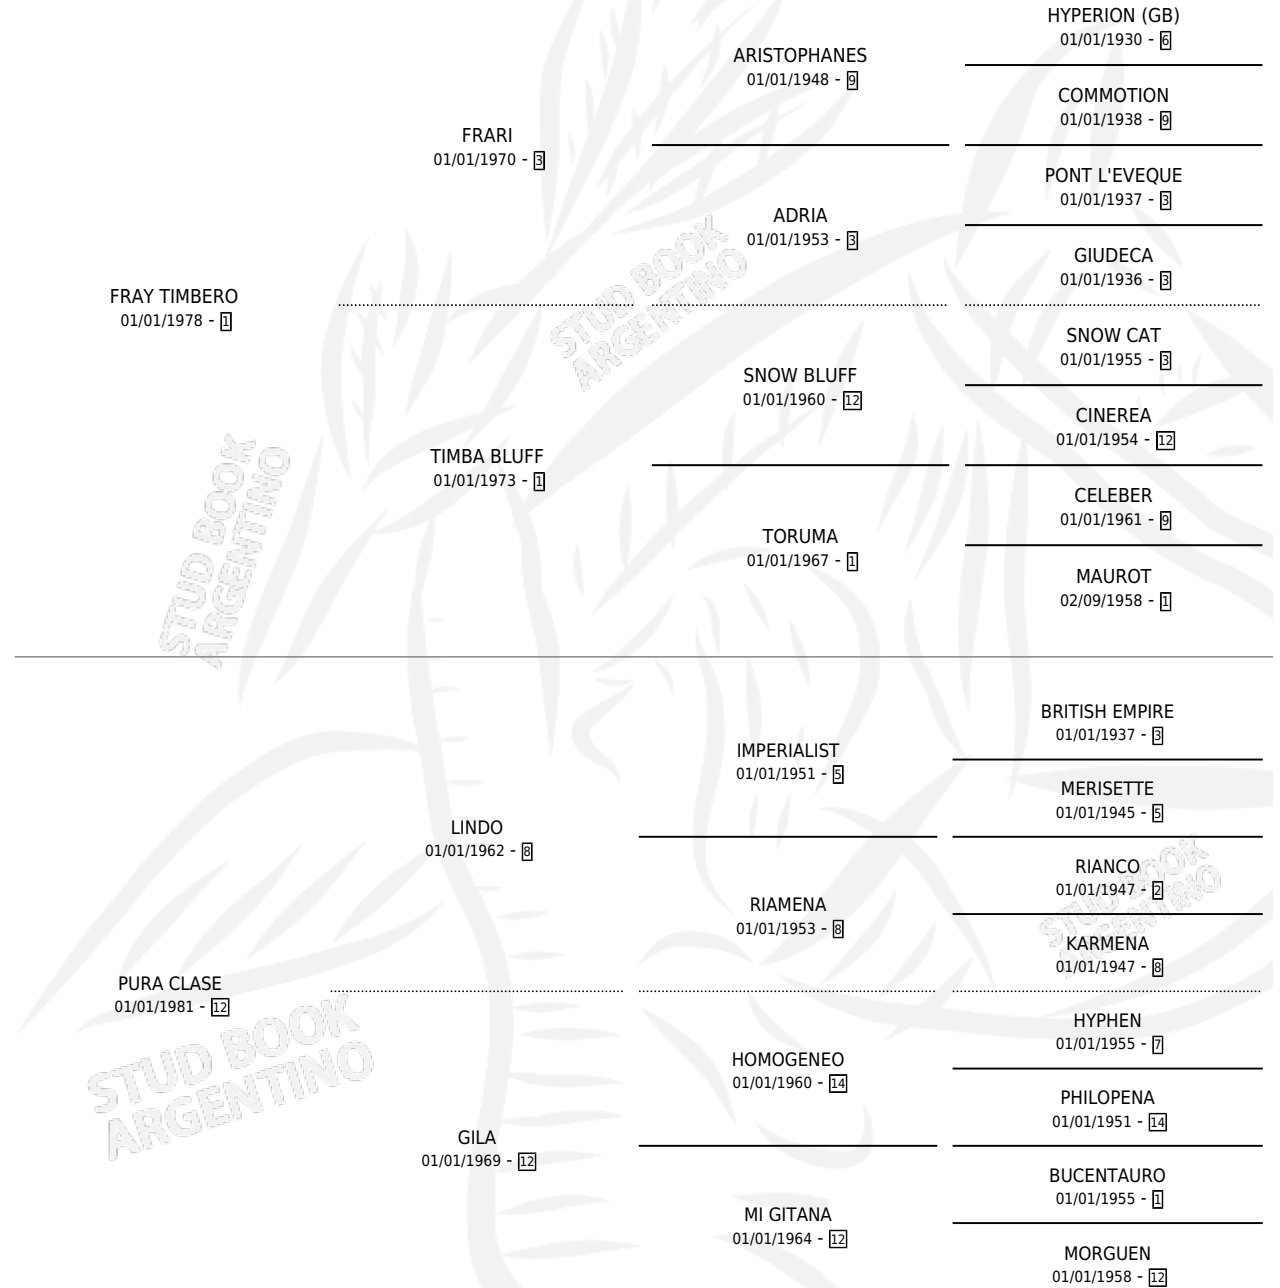 HYPERION (GB)
01/01/1930 - 6
ARISTOPHANES
01/01/1948 - 9
COMMOTION
01/01/1938 - 9
FRARI
01/01/1970 - 3
PONT L'EVEQUE
01/01/1937 - 3
ADRIA
01/01/1953 - 3
GIUDECA
01/01/1936 - 3
FRAY TIMBERO
01/01/1978 - 1
SNOW CAT
01/01/1955 - 3
SNOW BLUFF
01/01/1960 - 12
CINEREA
01/01/1954 - 12
TIMBA BLUFF
01/01/1973 - 1
CELEBER
01/01/1961 - 9
TORUMA
01/01/1967 - 1
MAUROT
02/09/1958 - 1
BRITISH EMPIRE
01/01/1937 - 3
IMPERIALIST
01/01/1951 - 5
MERISETTE
01/01/1945 - 5
LINDO
01/01/1962 - 8
RIANCO
01/01/1947 - 2
RIAMENA
01/01/1953 - 8
KARMENA
01/01/1947 - 8
PURA CLASE
01/01/1981 - 12
HYPHEN
01/01/1955 - 7
HOMOGENEO
01/01/1960 - 14
PHILOPENA
01/01/1951 - 14
GILA
01/01/1969 - 12
BUCENTAURO
01/01/1955 - 1
MI GITANA
01/01/1964 - 12
MORGUEN
01/01/1958 - 12
STUD BOOK
ARGENTINO
STUD BOOK
ARGENTINO
STUD BOOK
ARGENTINO
STUD BOOK
ARGENTINO